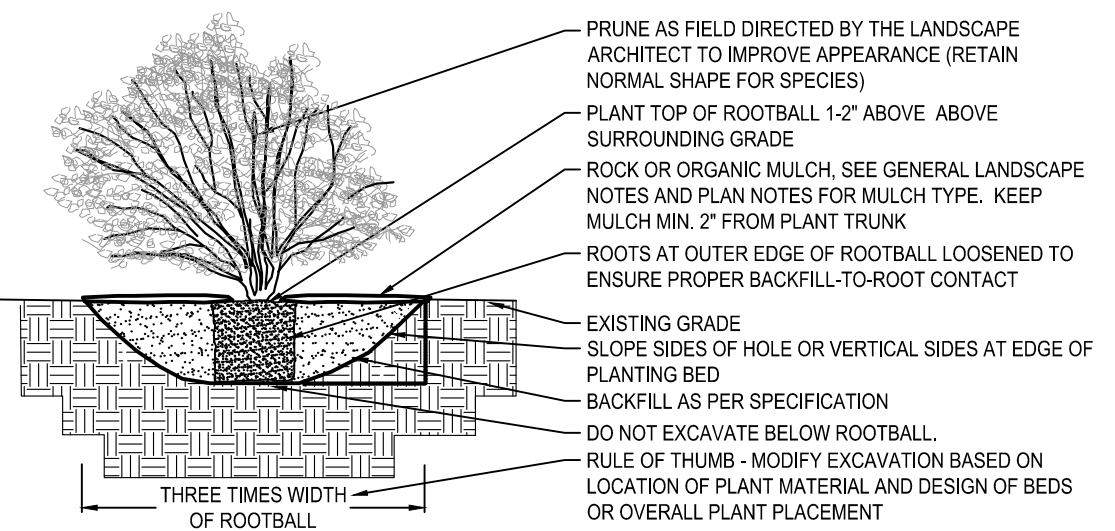 PRUNE AS FIELD DIRECTED BY THE LANDSCAPE
ARCHITECT TO IMPROVE APPEARANCE (RETAIN
NORMAL SHAPE FOR SPECIES)
PLANT TOP OF ROOTBALL 1-2" ABOVE ABOVE
SURROUNDING GRADE
ROCK OR ORGANIC MULCH, SEE GENERAL LANDSCAPE
NOTES AND PLAN NOTES FOR MULCH TYPE. KEEP
MULCH MIN. 2" FROM PLANT TRUNK
ROOTS AT OUTER EDGE OF ROOTBALL LOOSENED TO
ENSURE PROPER BACKFILL-TO-ROOT CONTACT
EXISTING GRADE
SLOPE SIDES OF HOLE OR VERTICAL SIDES AT EDGE OF
PLANTING BED
BACKFILL AS PER SPECIFICATION
DO NOT EXCAVATE BELOW ROOTBALL.
RULE OF THUMB - MODIFY EXCAVATION BASED ON
LOCATION OF PLANT MATERIAL AND DESIGN OF BEDS
OR OVERALL PLANT PLACEMENT
THREE TIMES WIDTH
OF ROOTBALL